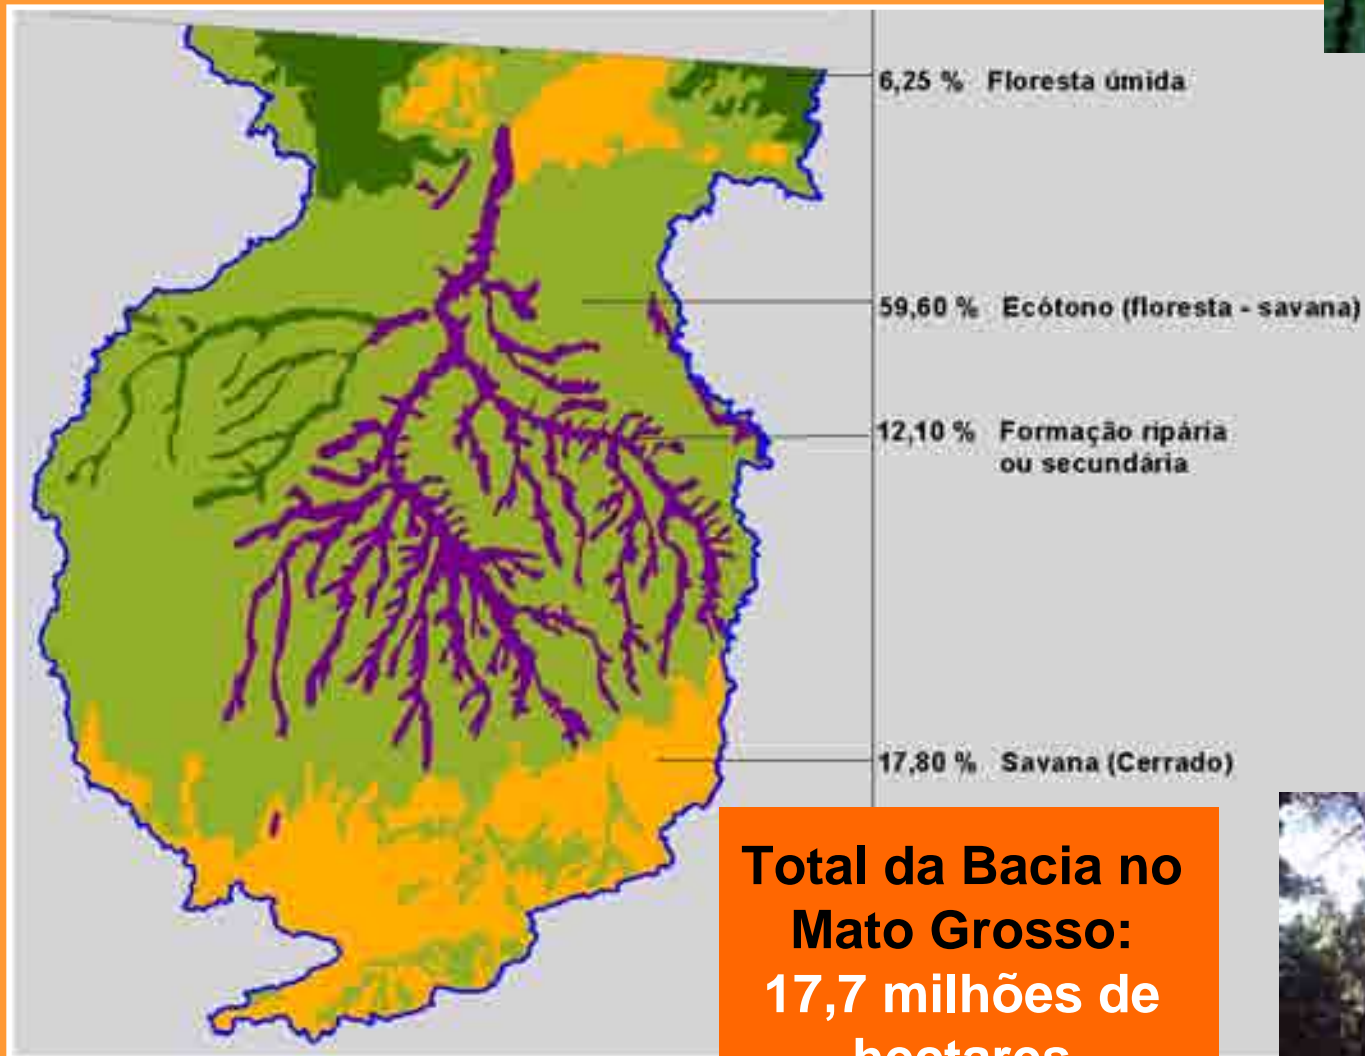 6,25 % Floresta úmida
59,60 % Ecótono (floresta - savana)
12,10 % Formação ripária
ou secundária
17,80 % Savana (Cerrado)
Total da Bacia no
Mato Grosso:
17,7 milhões de
hectares